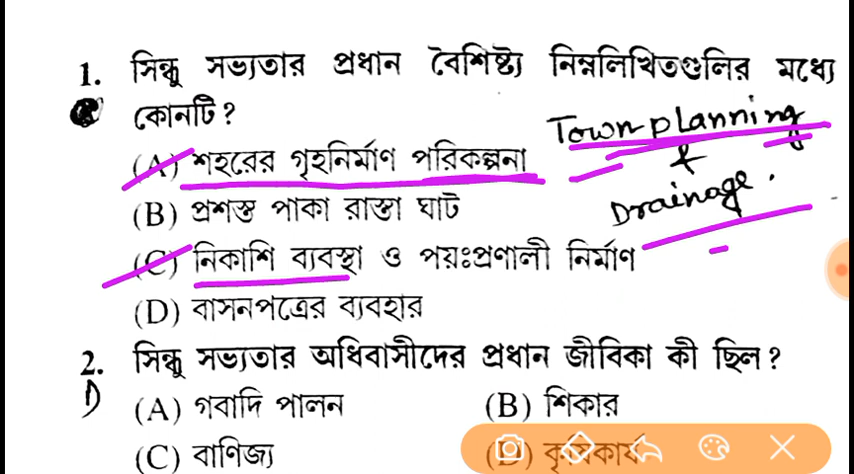 1. সিন্ধু সভ্যতার প্রধান বৈশিষ্ট্য নিম্নলিখিতগুলির মধ্যে
কোনটি?
Town planning
&
Drainage.
(A) শহরের গৃহনির্মাণ পরিকল্পনা
(B) প্রশস্ত পাকা রাস্তা ঘাট
(C) নিকাশি ব্যবস্থা ও পয়ঃপ্রণালী নির্মাণ
(D) বাসনপত্রের ব্যবহার
2. সিন্ধু সভ্যতার অধিবাসীদের প্রধান জীবিকা কী ছিল?
D
(A) গবাদি পালন (B) শিকার
(C) বাণিজ্য (D) কৃষিকার্য